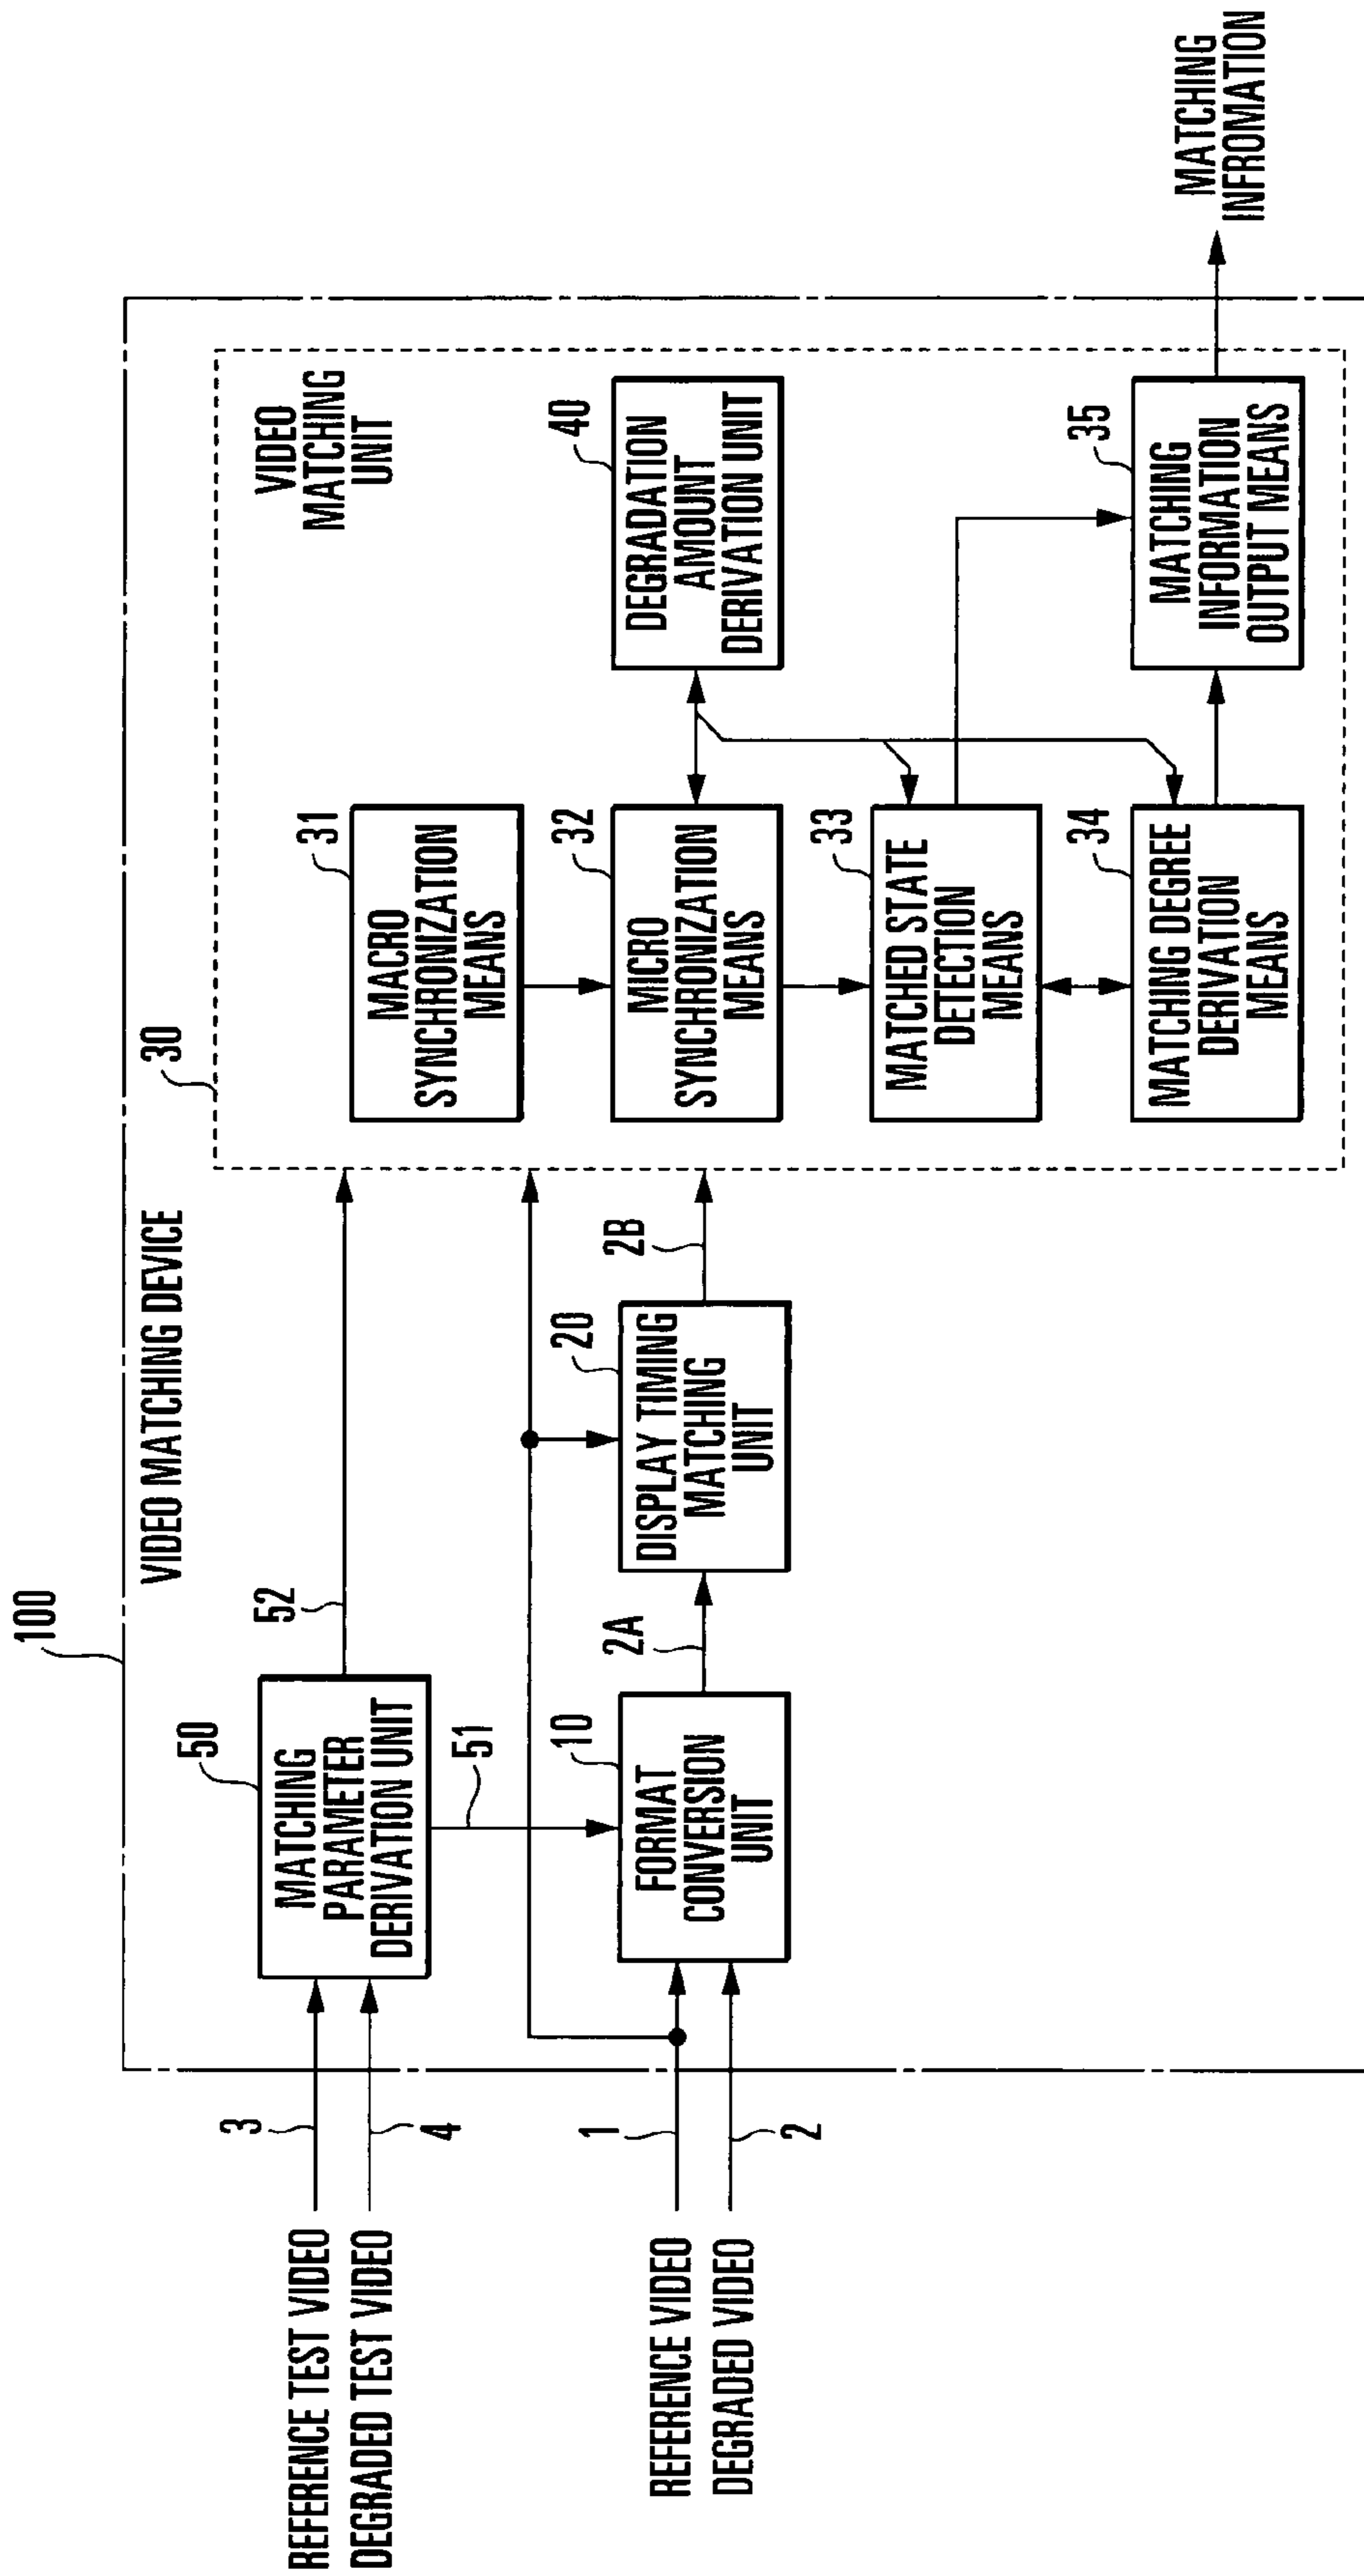 100
VIDEO MATCHING DEVICE
REFERENCE TEST VIDEO
DEGRADED TEST VIDEO
3
4
50
MATCHING
PARAMETER
DERIVATION UNIT
52
51
REFERENCE VIDEO
DEGRADED VIDEO
1
2
10
FORMAT
CONVERSION
UNIT
2A
20
DISPLAY TIMING
MATCHING
UNIT
2B
30
VIDEO
MATCHING
UNIT
31
MACRO
SYNCHRONIZATION
MEANS
32
MICRO
SYNCHRONIZATION
MEANS
40
DEGRADATION
AMOUNT
DERIVATION UNIT
33
MATCHED STATE
DETECTION
MEANS
34
MATCHING DEGREE
DERIVATION
MEANS
35
MATCHING
INFORMATION
OUTPUT MEANS
MATCHING
INFROMATION